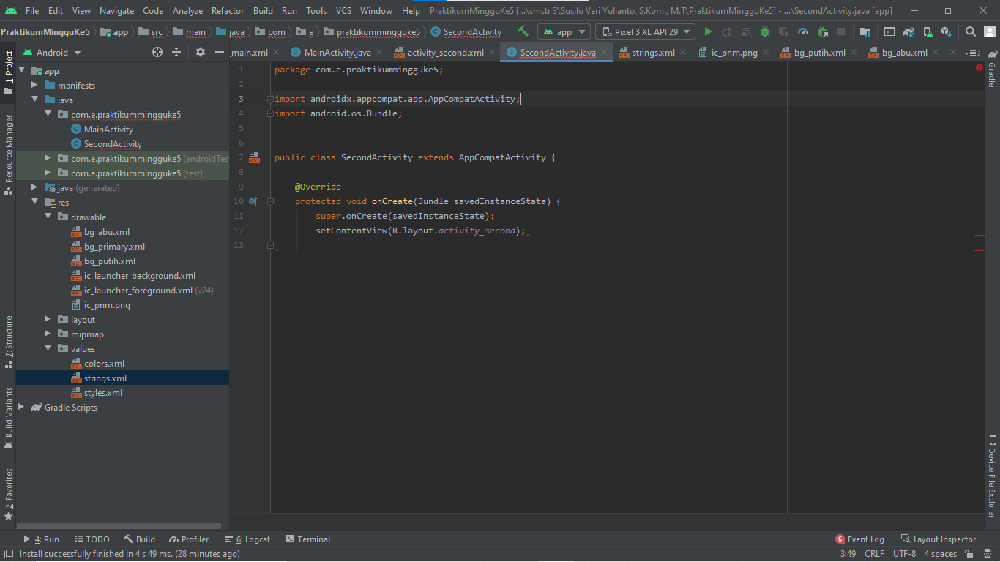 File Edit View Navigate Code Analyze Refactor Build Run Tools VCS Window Help PraktikumMingguKe5 [...\smstr 3\Susilo Veri Yulianto, S.Kom., M.T\PraktikumMingguKe5] - ...\SecondActivity.java [app]
PraktikumMingguKe5 app src main java com e praktikummingguke5 SecondActivity app Pixel 3 XL API 29
Android _main.xml MainActivity.java activity_second.xml SecondActivity.java strings.xml ic_pnm.png bg_putih.xml bg_abu.xml 2
1: Project
Resource Manager
7: Structure
Build Variants
2: Favorites
app
manifests
java
com.e.praktikummingguke5
MainActivity
SecondActivity
com.e.praktikummingguke5 (androidTes
com.e.praktikummingguke5 (test)
java (generated)
res
drawable
bg_abu.xml
bg_primary.xml
bg_putih.xml
ic_launcher_background.xml
ic_launcher_foreground.xml (v24)
ic_pnm.png
layout
mipmap
values
colors.xml
strings.xml
styles.xml
Gradle Scripts
1 package com.e.praktikummingguke5;
2
3 import androidx.appcompat.app.AppCompatActivity;
4 import android.os.Bundle;
5
6
7 public class SecondActivity extends AppCompatActivity {
8
9 @Override
10 protected void onCreate(Bundle savedInstanceState) {
11 super.onCreate(savedInstanceState);
12 setContentView(R.layout.activity_second);
13
Gradle
Device File Explorer
4: Run TODO Build Profiler 6: Logcat Terminal 6 Event Log Layout Inspector
Install successfully finished in 4 s 49 ms. (28 minutes ago) 3:49 CRLF UTF-8 4 spaces